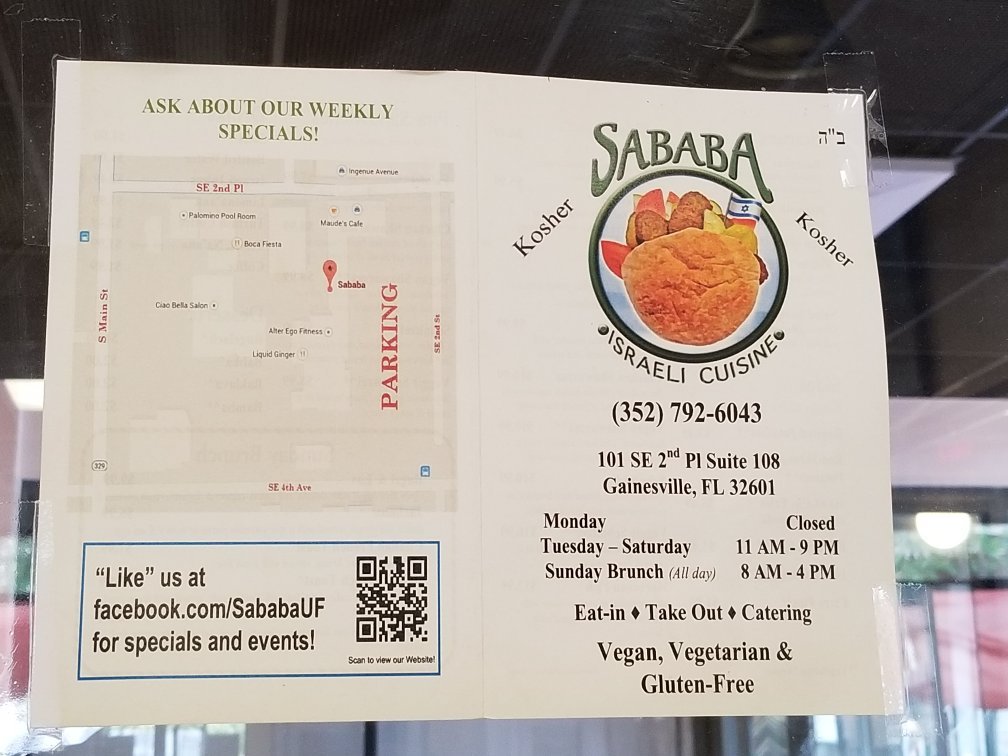 ASK ABOUT OUR WEEKLY
SPECIALS!
Ingenue Avenue
SE 2nd Pl
Palomino Pool Room
Maude's Cafe
Boca Fiesta
Sababa
Ciao Bella Salon
S Main St
PARKING
SE 2nd St
Alter Ego Fitness
Liquid Ginger
329
SE 4th Ave
"Like" us at
facebook.com/SababaUF
for specials and events!
Scan to view our Website!
ב"ה
SABABA
Kosher
Kosher
ISRAELI CUISINE
(352) 792-6043
101 SE 2nd Pl Suite 108
Gainesville, FL 32601
Monday Closed
Tuesday – Saturday 11 AM - 9 PM
Sunday Brunch (All day) 8 AM - 4 PM
Eat-in ♦ Take Out ♦ Catering
Vegan, Vegetarian &
Gluten-Free